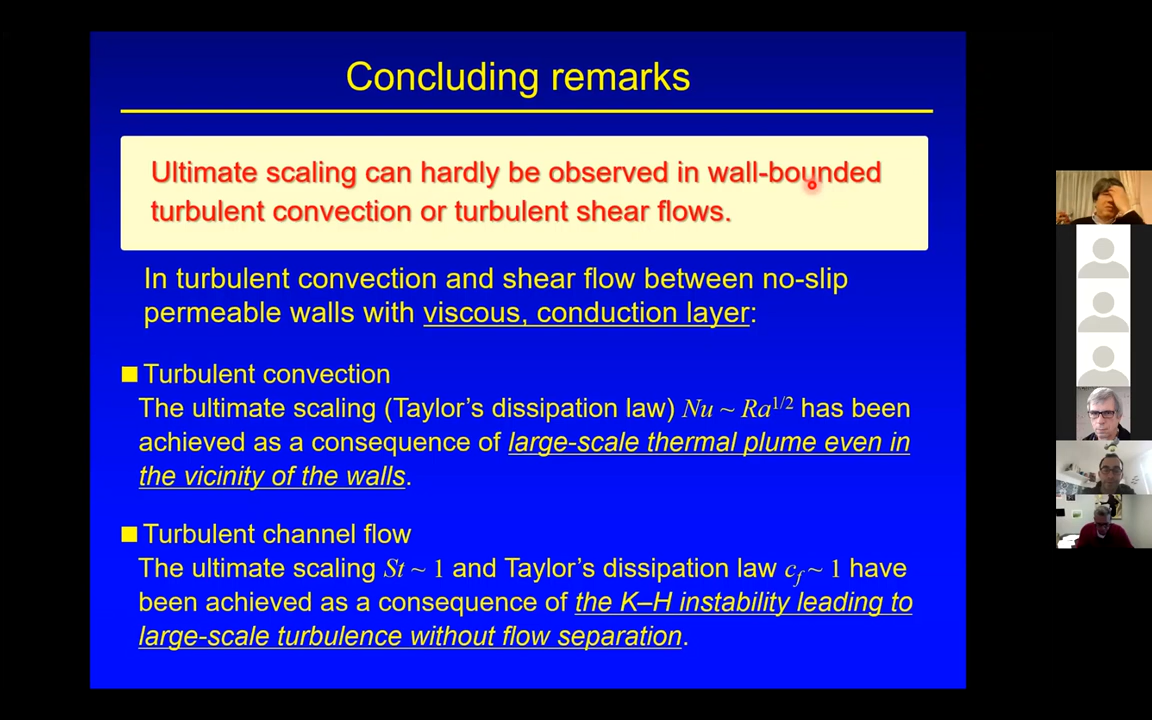 Concluding remarks
Ultimate scaling can hardly be observed in wall-bounded
turbulent convection or turbulent shear flows.
In turbulent convection and shear flow between no-slip
permeable walls with viscous, conduction layer:
■ Turbulent convection
The ultimate scaling (Taylor's dissipation law) Nu ~ Ra^1/2 has been
achieved as a consequence of large-scale thermal plume even in
the vicinity of the walls.
■ Turbulent channel flow
The ultimate scaling St ~ 1 and Taylor's dissipation law c_f ~ 1 have
been achieved as a consequence of the K–H instability leading to
large-scale turbulence without flow separation.